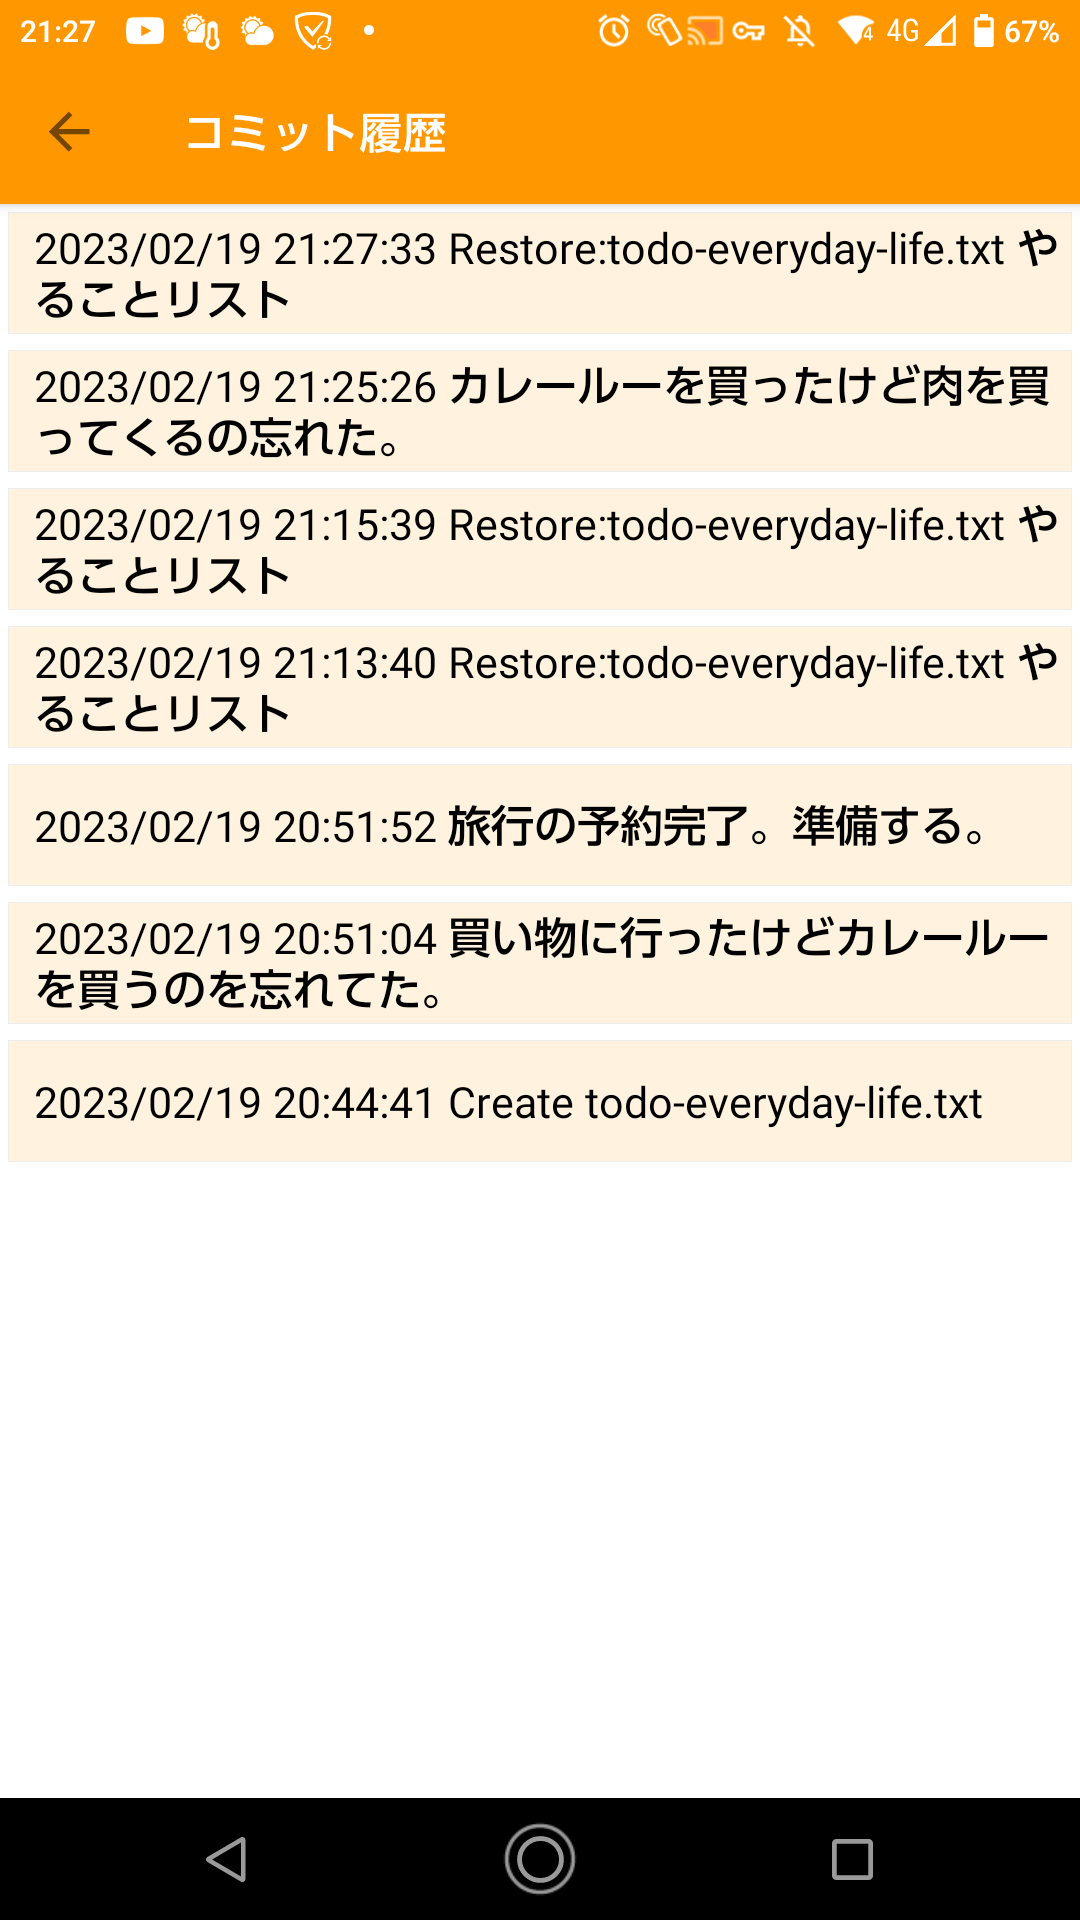 21:27 4 4G 67%
コミット履歴
2023/02/19 21:27:33 Restore:todo-everyday-life.txt や
ることリスト
2023/02/19 21:25:26 カレールーを買ったけど肉を買
ってくるの忘れた。
2023/02/19 21:15:39 Restore:todo-everyday-life.txt や
ることリスト
2023/02/19 21:13:40 Restore:todo-everyday-life.txt や
ることリスト
2023/02/19 20:51:52 旅行の予約完了。準備する。
2023/02/19 20:51:04 買い物に行ったけどカレールー
を買うのを忘れてた。
2023/02/19 20:44:41 Create todo-everyday-life.txt